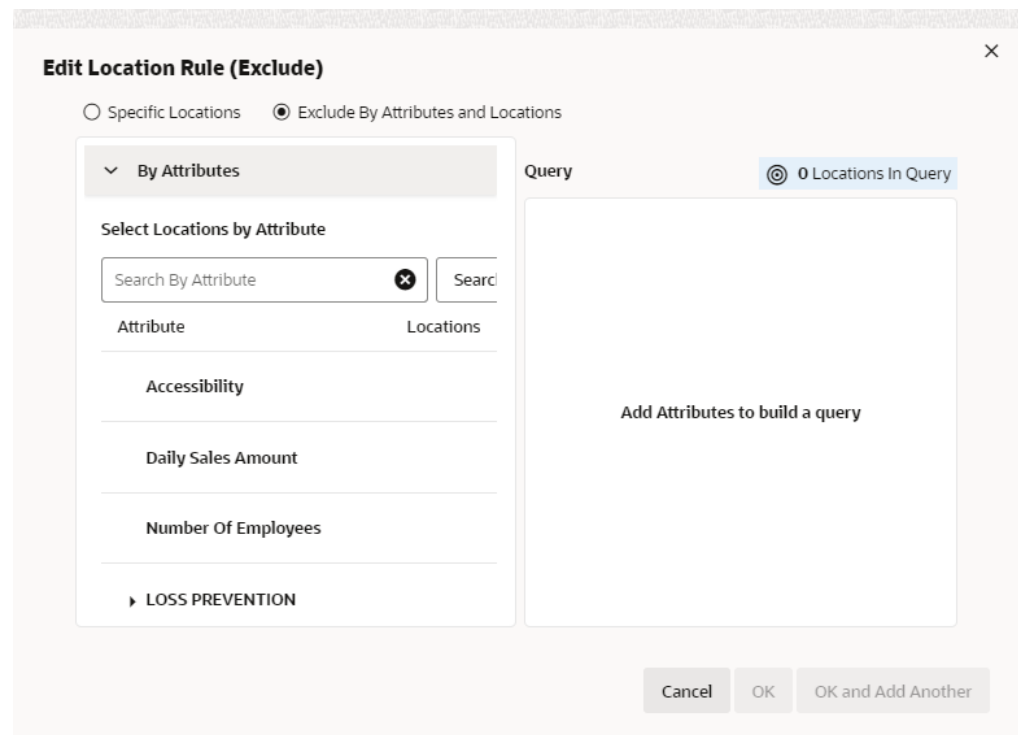 Edit Location Rule (Exclude)
Specific Locations
Exclude By Attributes and Locations
By Attributes
Select Locations by Attribute
Search By Attribute
Attribute
Locations
Accessibility
Daily Sales Amount
Number Of Employees
LOSS PREVENTION
Query
0 Locations In Query
Add Attributes to build a query
Cancel
OK
OK and Add Another